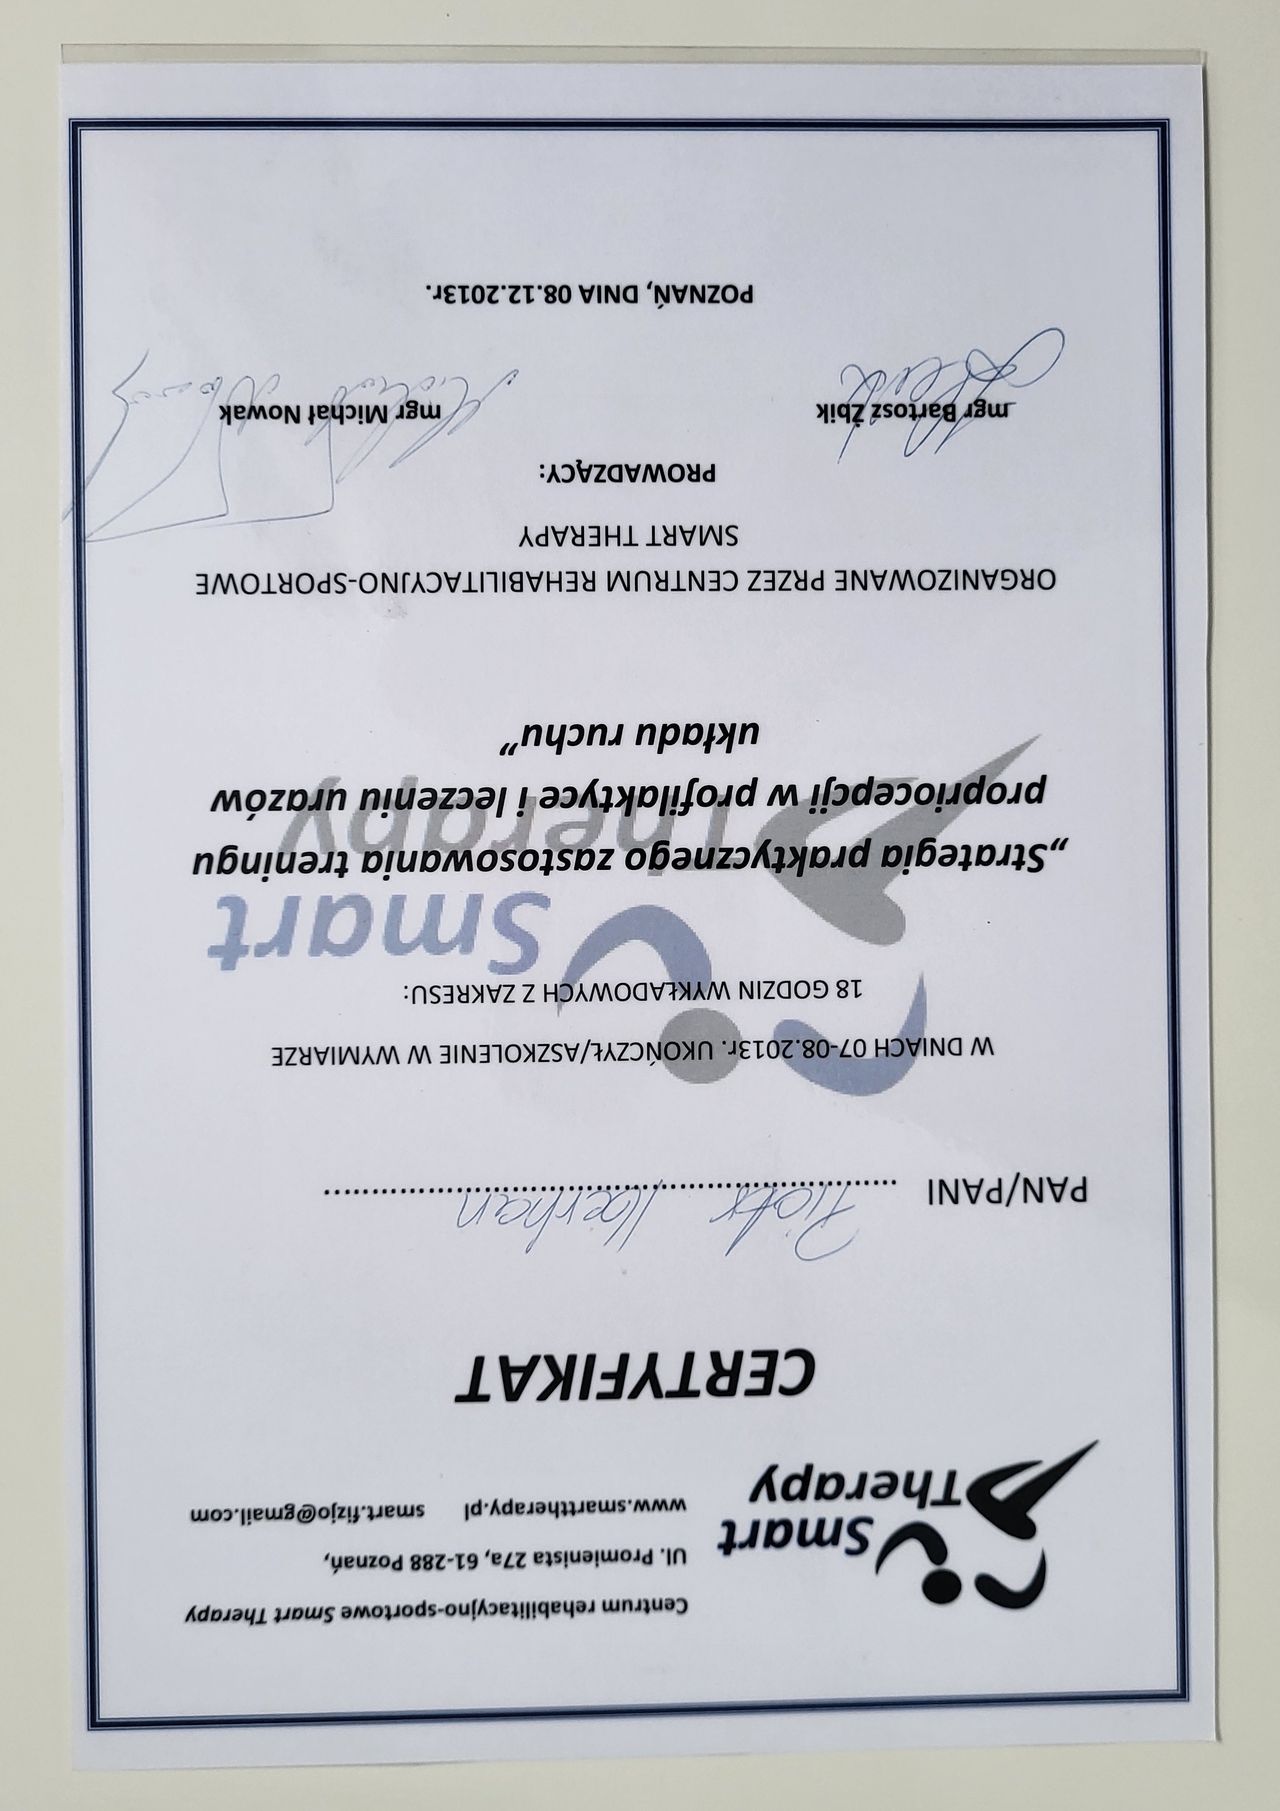 Centrum rehabilitacyjno-sportowe Smart Therapy
Ul. Promienista 27a, 61-288 Poznań,
www.smarttherapy.pl smart.fizjo@gmail.com
Smart
Therapy
CERTYFIKAT
PAN/PANI Piotr
W DNIACH 07-08.2013r. UKOŃCZYŁ/ASZKOLENIE W WYMIARZE
18 GODZIN WYKŁADOWYCH Z ZAKRESU:
Smart
Therapy
„Strategia praktycznego zastosowania treningu
propriocepcji w profilaktyce i leczeniu urazów
układu ruchu”
ORGANIZOWANE PRZEZ CENTRUM REHABILITACYJNO-SPORTOWE
SMART THERAPY
PROWADZĄCY:
mgr Bartosz Żbik mgr Michał Nowak
POZNAŃ, DNIA 08.12.2013r.